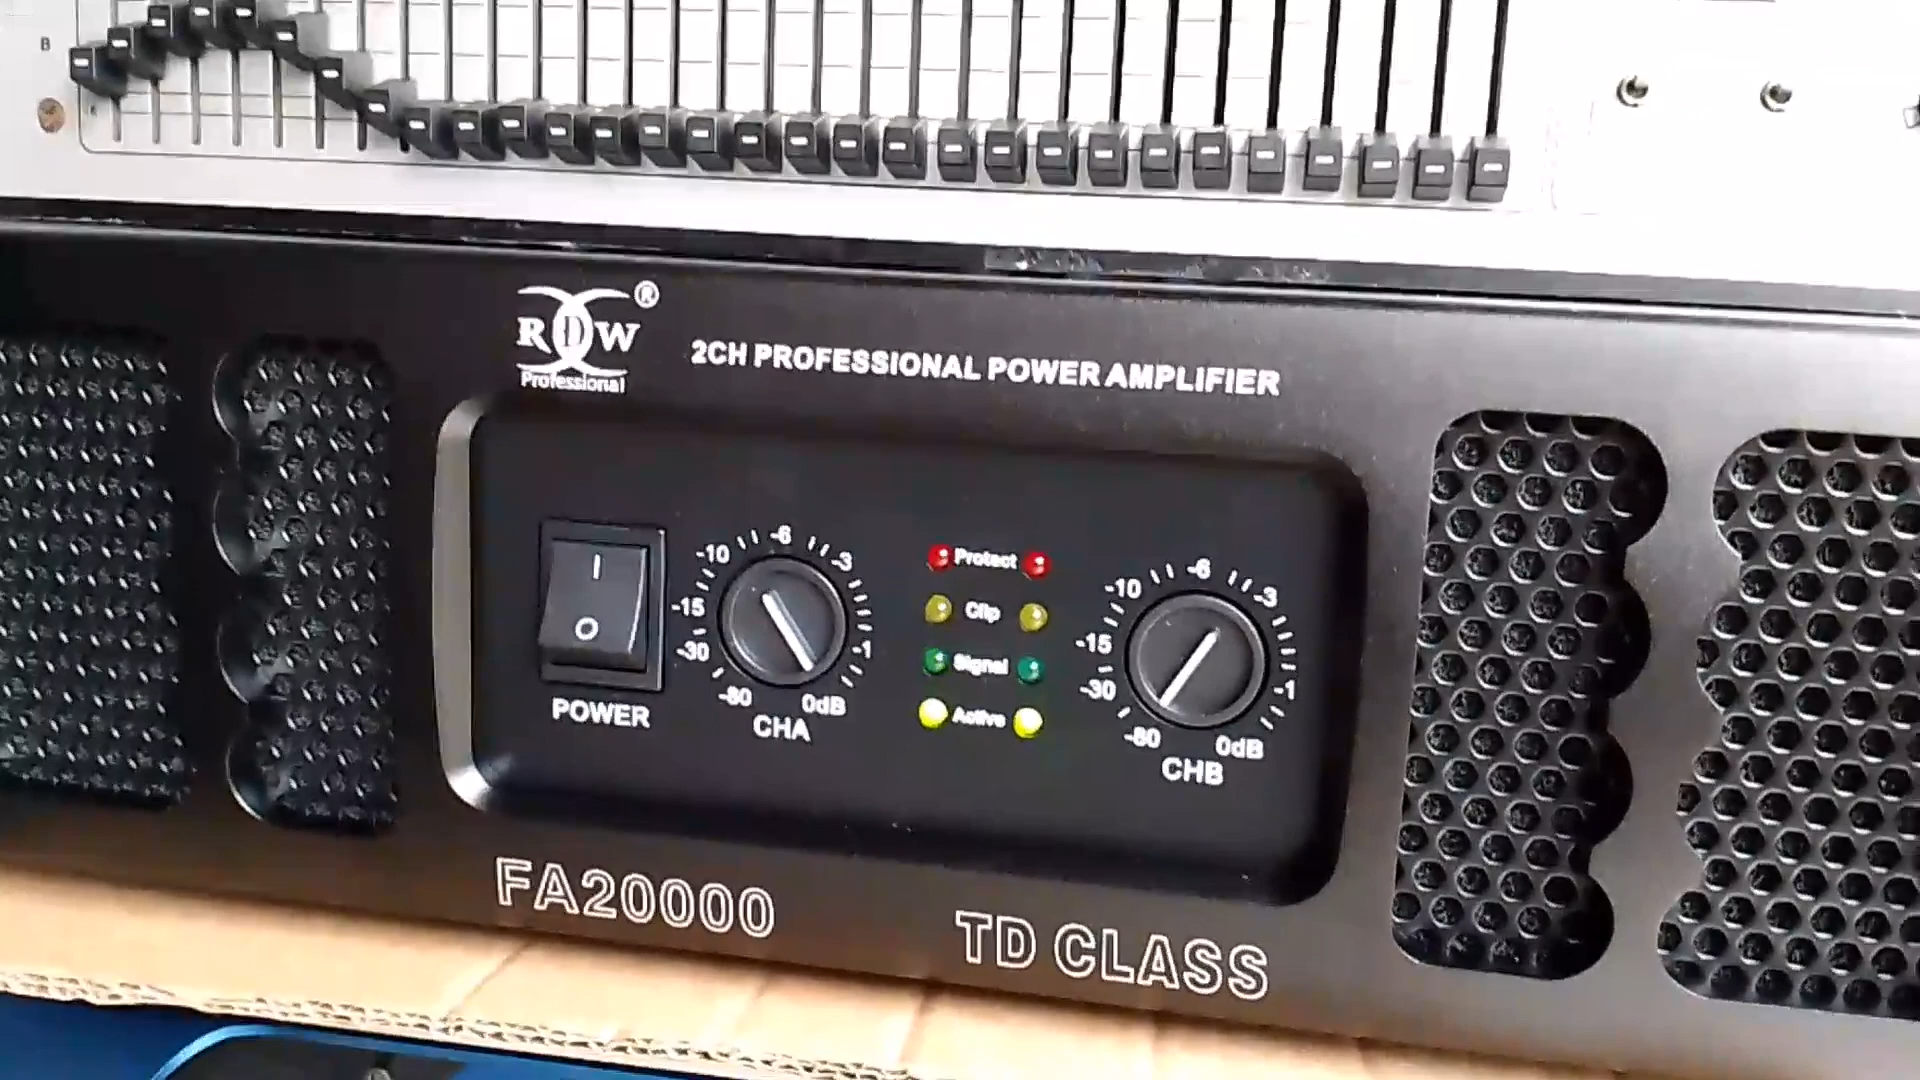 B
RDW®
Professional
2CH PROFESSIONAL POWER AMPLIFIER
I
O
POWER
-80 -30 -15 -10 -6 -3 -1 0dB
CHA
Protect
Clip
Signal
Active
-80 -30 -15 -10 -6 -3 -1 0dB
CHB
FA20000
TD CLASS